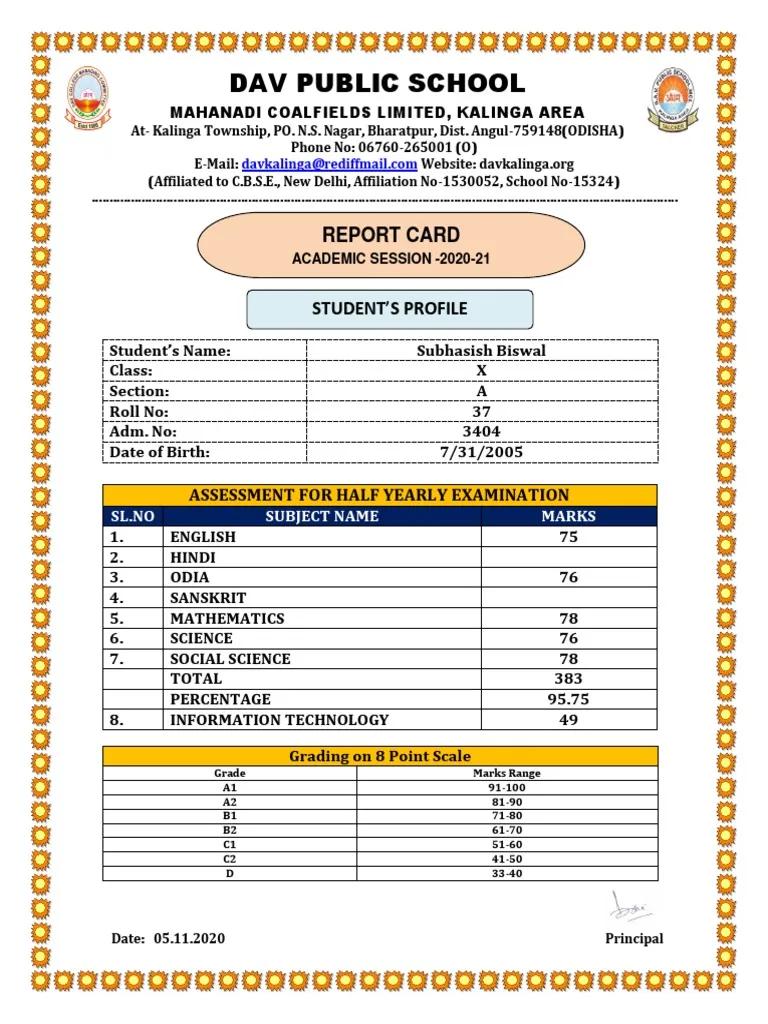 DAV PUBLIC SCHOOL
MAHANADI COALFIELDS LIMITED, KALINGA AREA
At- Kalinga Township, PO. N.S. Nagar, Bharatpur, Dist. Angul-759148(ODISHA)
Phone No: 06760-265001 (O)
E-Mail: davkalinga@rediffmail.com Website: davkalinga.org
(Affiliated to C.B.S.E., New Delhi, Affiliation No-1530052, School No-15324)
REPORT CARD
ACADEMIC SESSION -2020-21
STUDENT'S PROFILE
Student's Name: Subhasish Biswal
Class: X
Section: A
Roll No: 37
Adm. No: 3404
Date of Birth: 7/31/2005
ASSESSMENT FOR HALF YEARLY EXAMINATION
SL.NO SUBJECT NAME MARKS
1. ENGLISH 75
2. HINDI
3. ODIA 76
4. SANSKRIT
5. MATHEMATICS 78
6. SCIENCE 76
7. SOCIAL SCIENCE 78
TOTAL 383
PERCENTAGE 95.75
8. INFORMATION TECHNOLOGY 49
Grading on 8 Point Scale
Grade Marks Range
A1 91-100
A2 81-90
B1 71-80
B2 61-70
C1 51-60
C2 41-50
D 33-40
Date: 05.11.2020 Principal